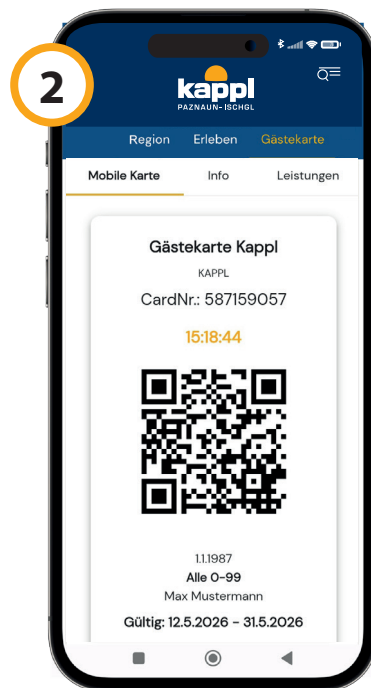 2
kappl
PAZNAUN-ISCHGL
Region Erleben Gästekarte
Mobile Karte Info Leistungen
Gästekarte Kappl
KAPPL
CardNr.: 587159057
15:18:44
1.1.1987
Alle 0-99
Max Mustermann
Gültig: 12.5.2026 - 31.5.2026